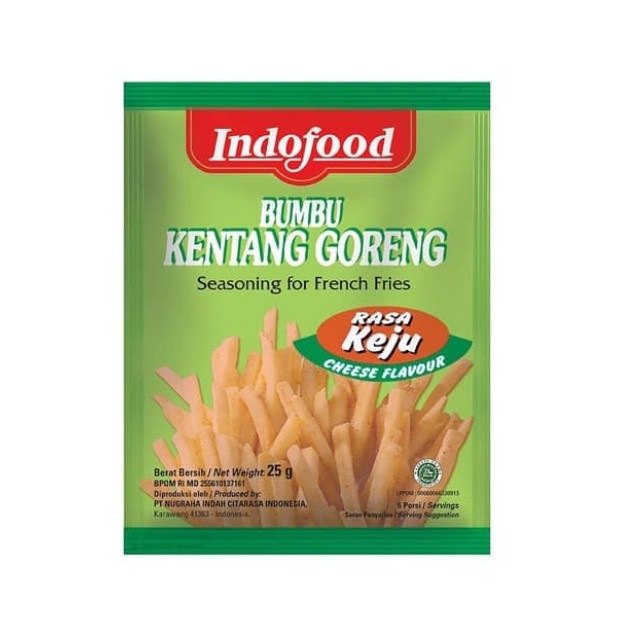 Indofood
BUMBU
KENTANG GORENG
Seasoning for French Fries
RASA
Keju
CHEESE FLAVOUR
Berat Bersih / Net Weight: 25 g
BPOM RI MD 255610137161
Diproduksi oleh / Produced by:
PT NUGRAHA INDAH CITARASA INDONESIA,
Karawang 41363 - Indonesia.
5 Porsi / Servings
Saran Penyajian / Serving Suggestion